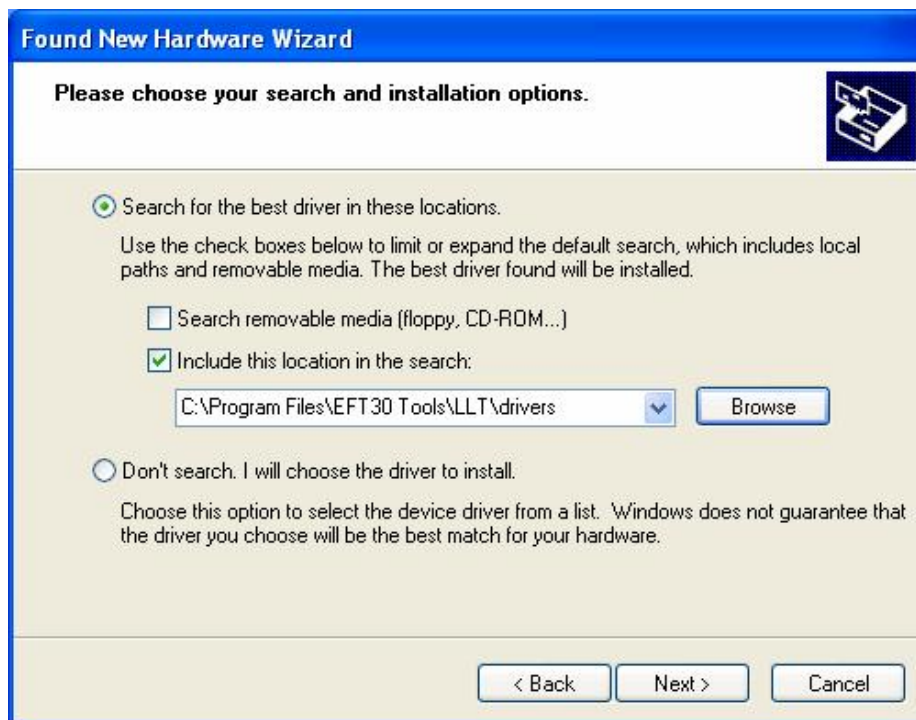 Found New Hardware Wizard
Please choose your search and installation options.
Search for the best driver in these locations.
Use the check boxes below to limit or expand the default search, which includes local
paths and removable media. The best driver found will be installed.
Search removable media (floppy, CD-ROM...)
Include this location in the search:
C:\Program Files\EFT30 Tools\LLT\drivers
Browse
Don't search. I will choose the driver to install.
Choose this option to select the device driver from a list.  Windows does not guarantee that
the driver you choose will be the best match for your hardware.
< Back
Next >
Cancel